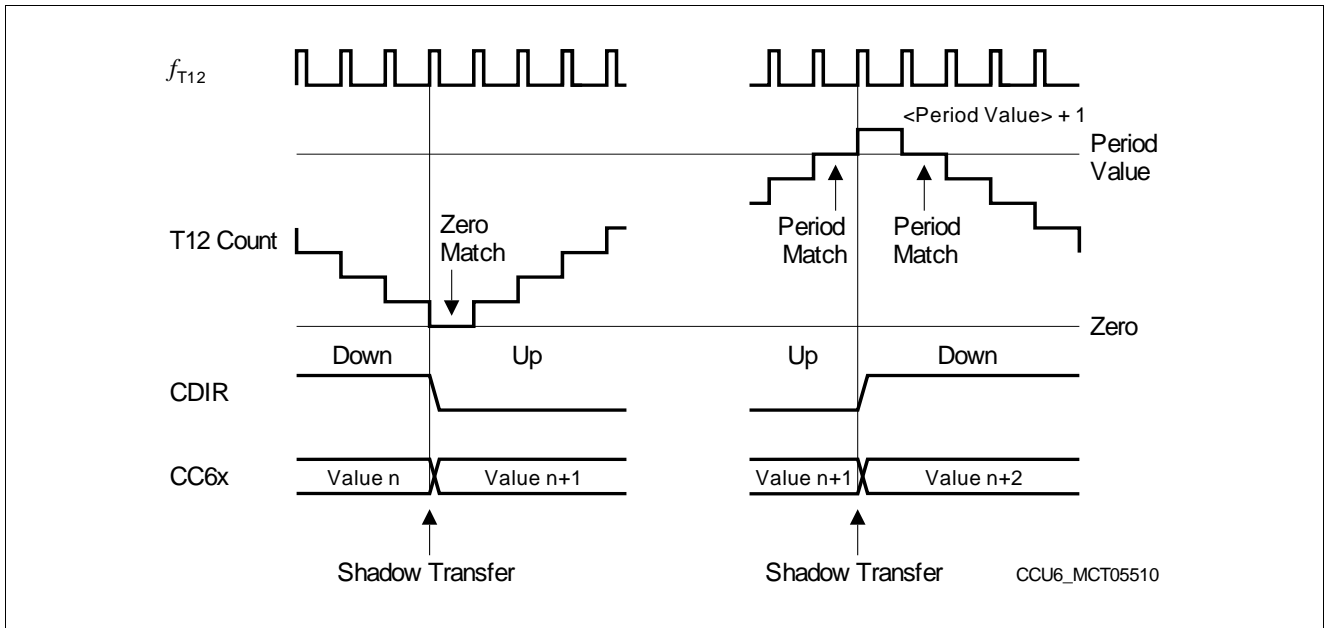 fT12
<Period Value> + 1
Period
Value
Zero
Match
Period
Match
Period
Match
T12 Count
Zero
Down
Up
Up
Down
CDIR
CC6x
Value n
Value n+1
Value n+1
Value n+2
Shadow Transfer
Shadow Transfer
CCU6_MCT05510